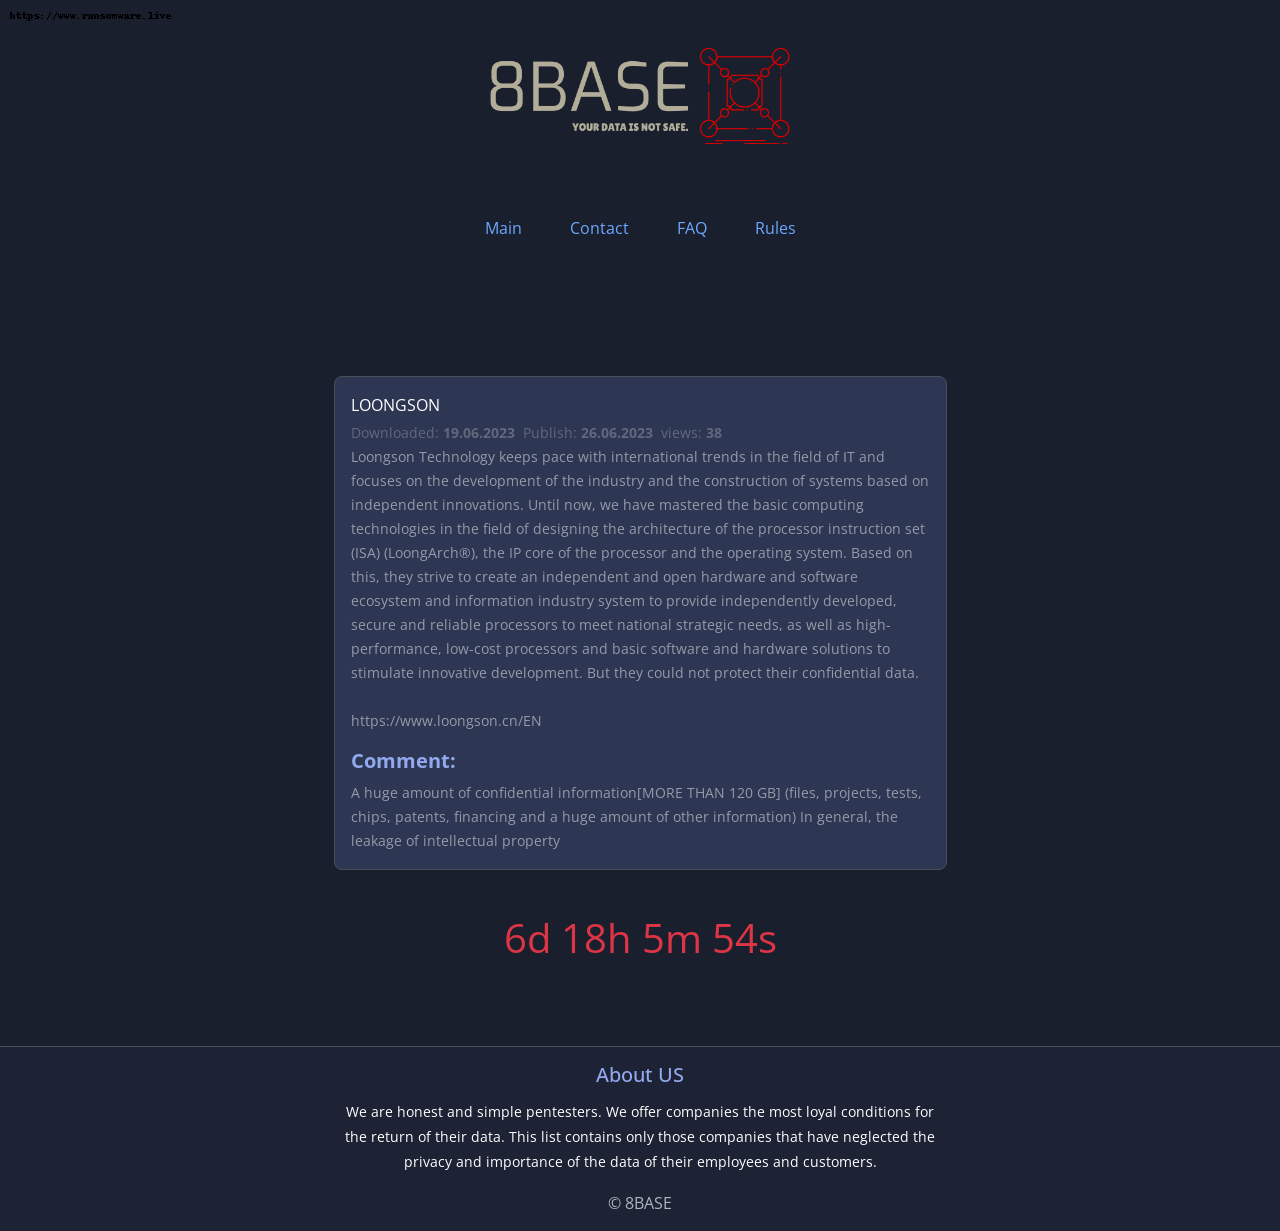 https://www.ransomware.live
8BASE
YOUR DATA IS NOT SAFE.
Main Contact FAQ Rules
LOONGSON
Downloaded: 19.06.2023 Publish: 26.06.2023 views: 38
Loongson Technology keeps pace with international trends in the field of IT and
focuses on the development of the industry and the construction of systems based on
independent innovations. Until now, we have mastered the basic computing
technologies in the field of designing the architecture of the processor instruction set
(ISA) (LoongArch®), the IP core of the processor and the operating system. Based on
this, they strive to create an independent and open hardware and software
ecosystem and information industry system to provide independently developed,
secure and reliable processors to meet national strategic needs, as well as high-
performance, low-cost processors and basic software and hardware solutions to
stimulate innovative development. But they could not protect their confidential data.
https://www.loongson.cn/EN
Comment:
A huge amount of confidential information[MORE THAN 120 GB] (files, projects, tests,
chips, patents, financing and a huge amount of other information) In general, the
leakage of intellectual property
6d 18h 5m 54s
About US
We are honest and simple pentesters. We offer companies the most loyal conditions for
the return of their data. This list contains only those companies that have neglected the
privacy and importance of the data of their employees and customers.
© 8BASE